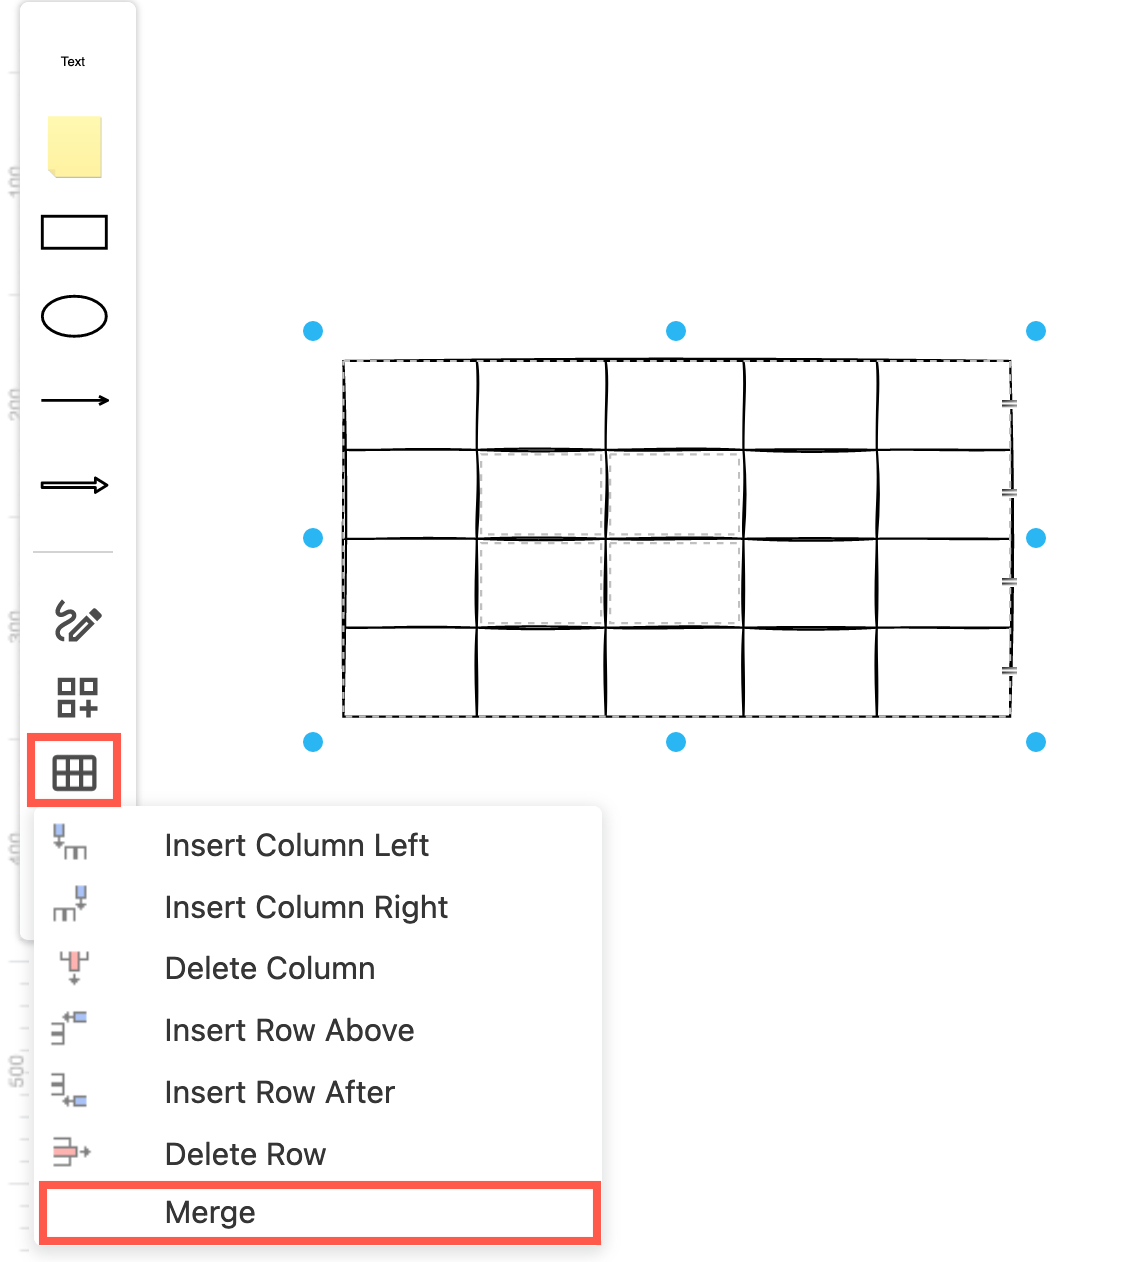 Text
100
200
300
400
500
Insert Column Left
Insert Column Right
Delete Column
Insert Row Above
Insert Row After
Delete Row
Merge